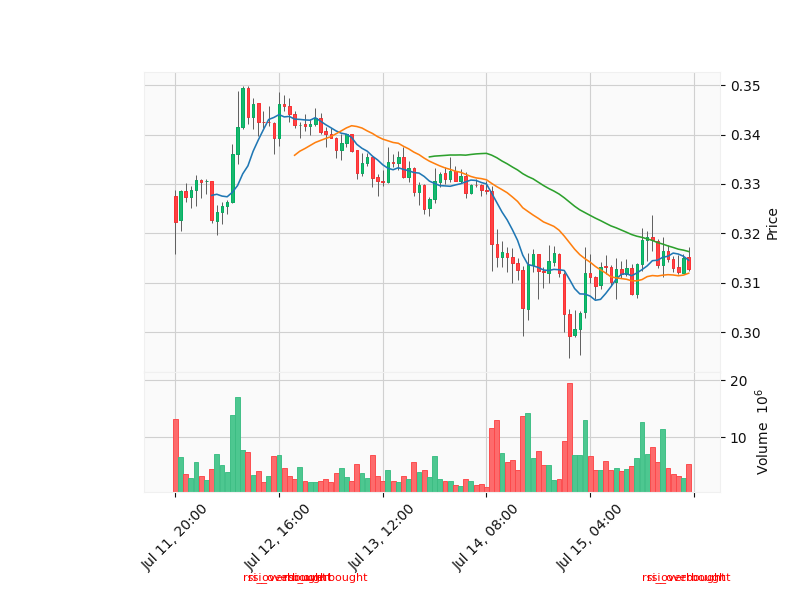 0.35
0.34
0.33
0.32
0.31
0.30
Price
20
10
Volume 10^6
Jul 11, 20:00
Jul 12, 16:00
Jul 13, 12:00
Jul 14, 08:00
Jul 15, 04:00